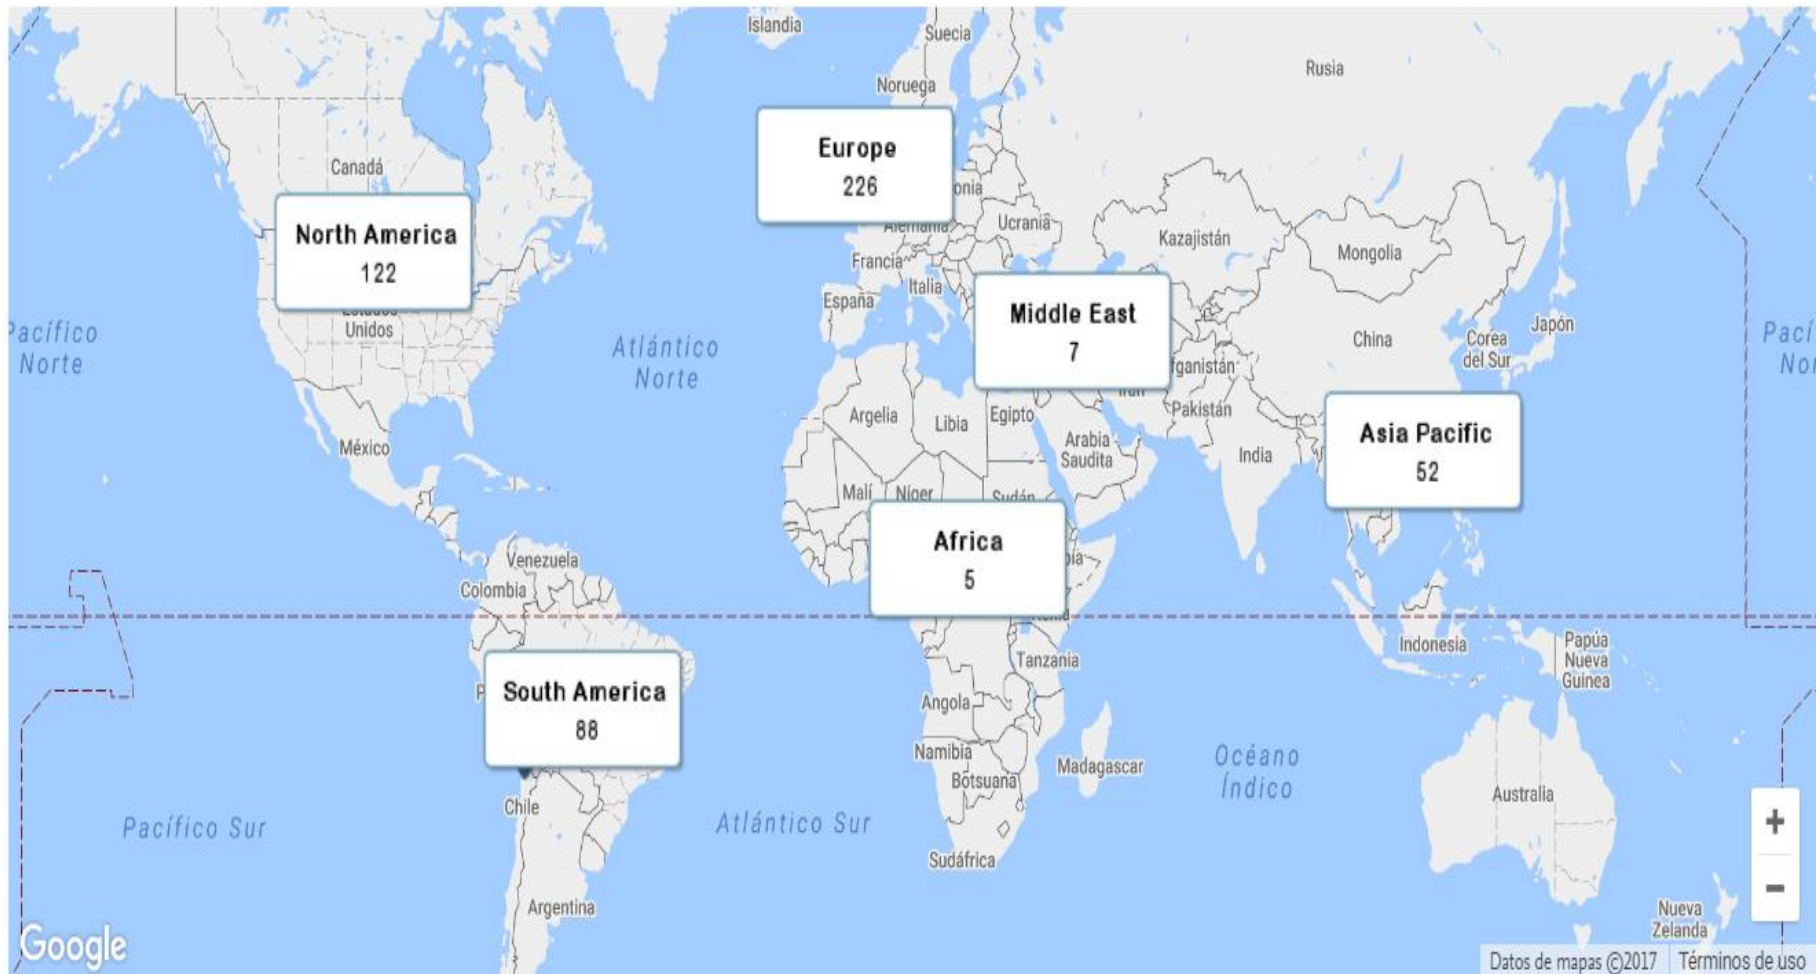 Islandia
Suecia
Noruega
Rusia
Europe
226
Canadá
North America
122
Ucrania
Kazajistán
Mongolia
Francia
Italia
España
Unidos
Middle East
7
Pacífico
Norte
Atlántico
Norte
China
Corea
del Sur
Japón
Pakistán
Argelia
Libia
Egipto
Arabia
Saudita
India
Asia Pacific
52
México
Malí
Níger
Sudán
Africa
5
Venezuela
Colombia
Indonesia
Papúa
Nueva
Guinea
Tanzania
South America
88
Angola
Namibia
Botsuana
Madagascar
Océano
Índico
Chile
Australia
Pacífico Sur
Atlántico Sur
Sudáfrica
Argentina
Nueva
Zelanda
+
−
Google
Datos de mapas ©2017
Términos de uso